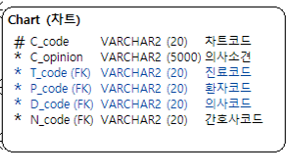 Chart (차트)
# C_code VARCHAR2 (20) 차트코드
* C_opinion VARCHAR2 (5000) 의사소견
* T_code (FK) VARCHAR2 (20) 진료코드
* P_code (FK) VARCHAR2 (20) 환자코드
* D_code (FK) VARCHAR2 (20) 의사코드
* N_code (FK) VARCHAR2 (20) 간호사코드